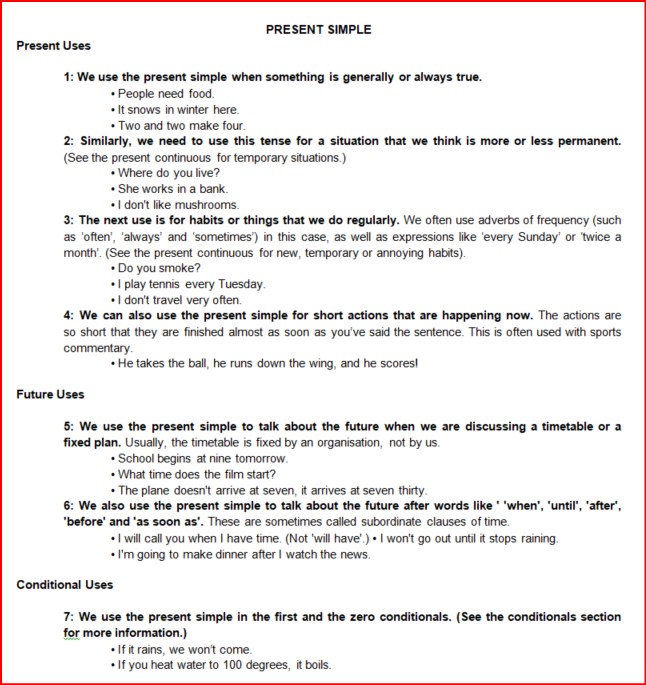 PRESENT SIMPLE
Present Uses
1: We use the present simple when something is generally or always true.
• People need food.
• It snows in winter here.
• Two and two make four.
2: Similarly, we need to use this tense for a situation that we think is more or less permanent.
(See the present continuous for temporary situations.)
• Where do you live?
• She works in a bank.
• I don't like mushrooms.
3: The next use is for habits or things that we do regularly. We often use adverbs of frequency (such
as 'often', 'always' and 'sometimes') in this case, as well as expressions like 'every Sunday' or 'twice a
month'. (See the present continuous for new, temporary or annoying habits).
• Do you smoke?
• I play tennis every Tuesday.
• I don't travel very often.
4: We can also use the present simple for short actions that are happening now. The actions are
so short that they are finished almost as soon as you've said the sentence. This is often used with sports
commentary.
• He takes the ball, he runs down the wing, and he scores!
Future Uses
5: We use the present simple to talk about the future when we are discussing a timetable or a
fixed plan. Usually, the timetable is fixed by an organisation, not by us.
• School begins at nine tomorrow.
• What time does the film start?
• The plane doesn't arrive at seven, it arrives at seven thirty.
6: We also use the present simple to talk about the future after words like ' 'when', 'until', 'after',
'before' and 'as soon as'. These are sometimes called subordinate clauses of time.
• I will call you when I have time. (Not 'will have'.) • I won't go out until it stops raining.
• I'm going to make dinner after I watch the news.
Conditional Uses
7: We use the present simple in the first and the zero conditionals. (See the conditionals section
for more information.)
• If it rains, we won't come.
• If you heat water to 100 degrees, it boils.